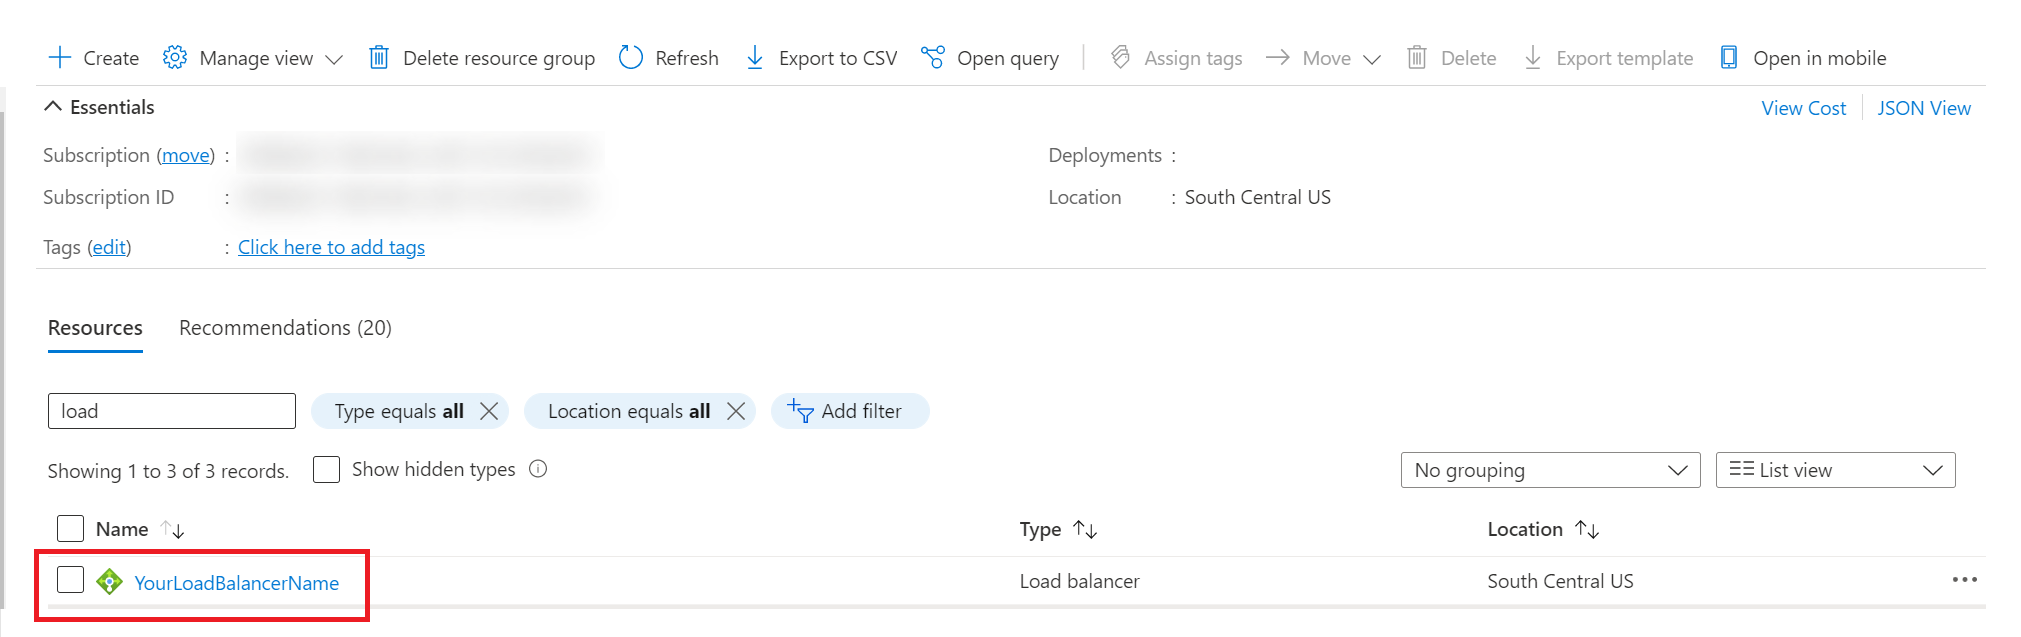 Create Manage view Delete resource group Refresh Export to CSV Open query Assign tags Move Delete Export template Open in mobile
Essentials View Cost JSON View
Subscription (move) : Deployments :
Subscription ID : Location : South Central US
Tags (edit) : Click here to add tags
Resources Recommendations (20)
load Type equals all Location equals all Add filter
Showing 1 to 3 of 3 records. Show hidden types No grouping List view
Name Type Location
YourLoadBalancerName Load balancer South Central US